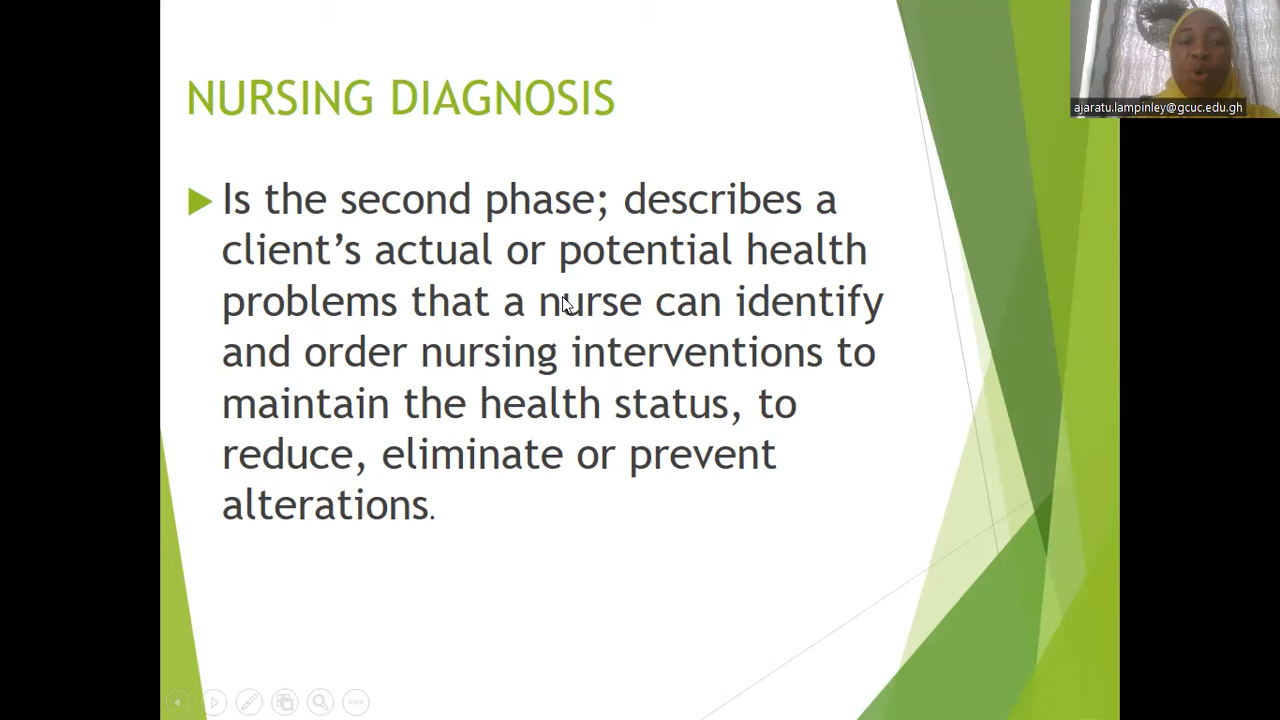 NURSING DIAGNOSIS
ajaratu.lampinley@gcuc.edu.gh
Is the second phase; describes a
client’s actual or potential health
problems that a nurse can identify
and order nursing interventions to
maintain the health status, to
reduce, eliminate or prevent
alterations.